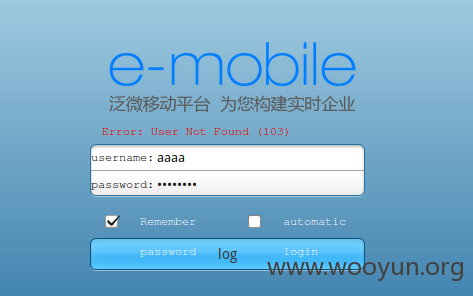 e-mobile
泛微移动平台 为您构建实时企业
Error: User Not Found (103)
username: aaaa
password: ••••••••
Remember password
automatic login
log
www.wooyun.org